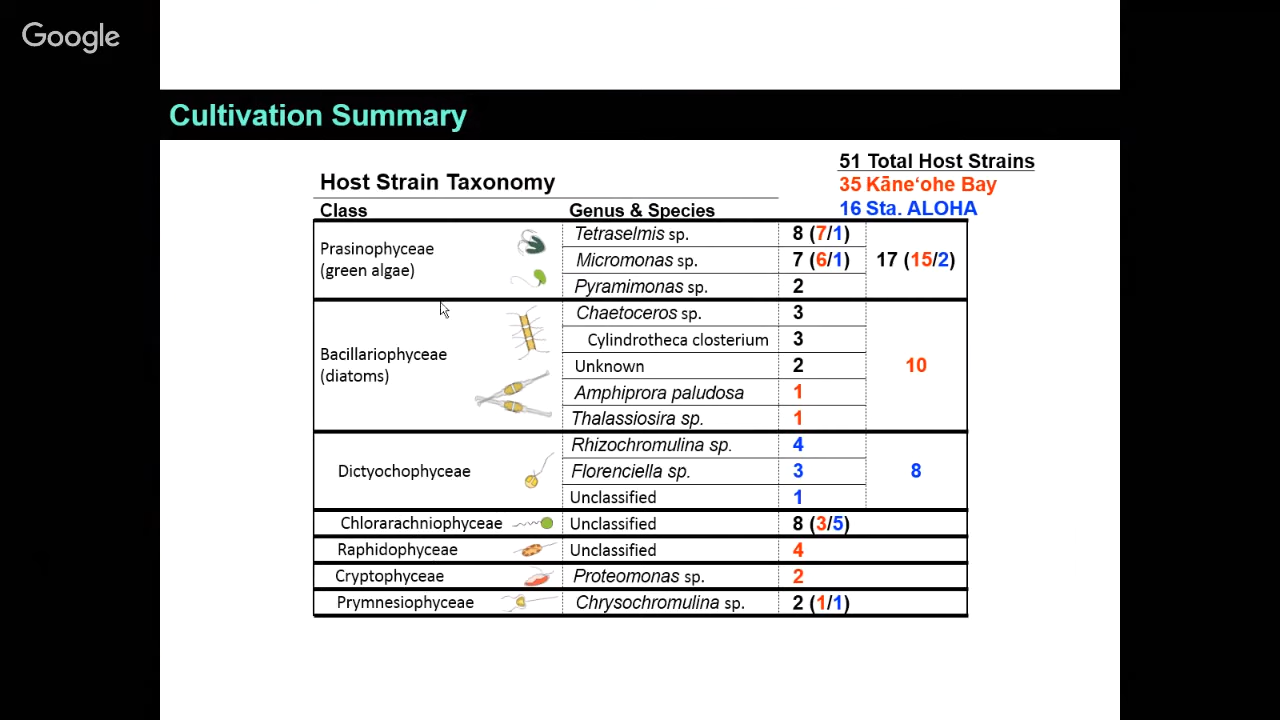 Google
Cultivation Summary
51 Total Host Strains
35 Kāneʻohe Bay
16 Sta. ALOHA
Host Strain Taxonomy
Class Genus & Species
Prasinophyceae
(green algae)
Tetraselmis sp. 8 (7/1)
Micromonas sp. 7 (6/1) 17 (15/2)
Pyramimonas sp. 2
Bacillariophyceae
(diatoms)
Chaetoceros sp. 3
Cylindrotheca closterium 3
Unknown 2 10
Amphiprora paludosa 1
Thalassiosira sp. 1
Rhizochromulina sp. 4
Dictyochophyceae Florenciella sp. 3 8
Unclassified 1
Chlorarachniophyceae Unclassified 8 (3/5)
Raphidophyceae Unclassified 4
Cryptophyceae Proteomonas sp. 2
Prymnesiophyceae Chrysochromulina sp. 2 (1/1)